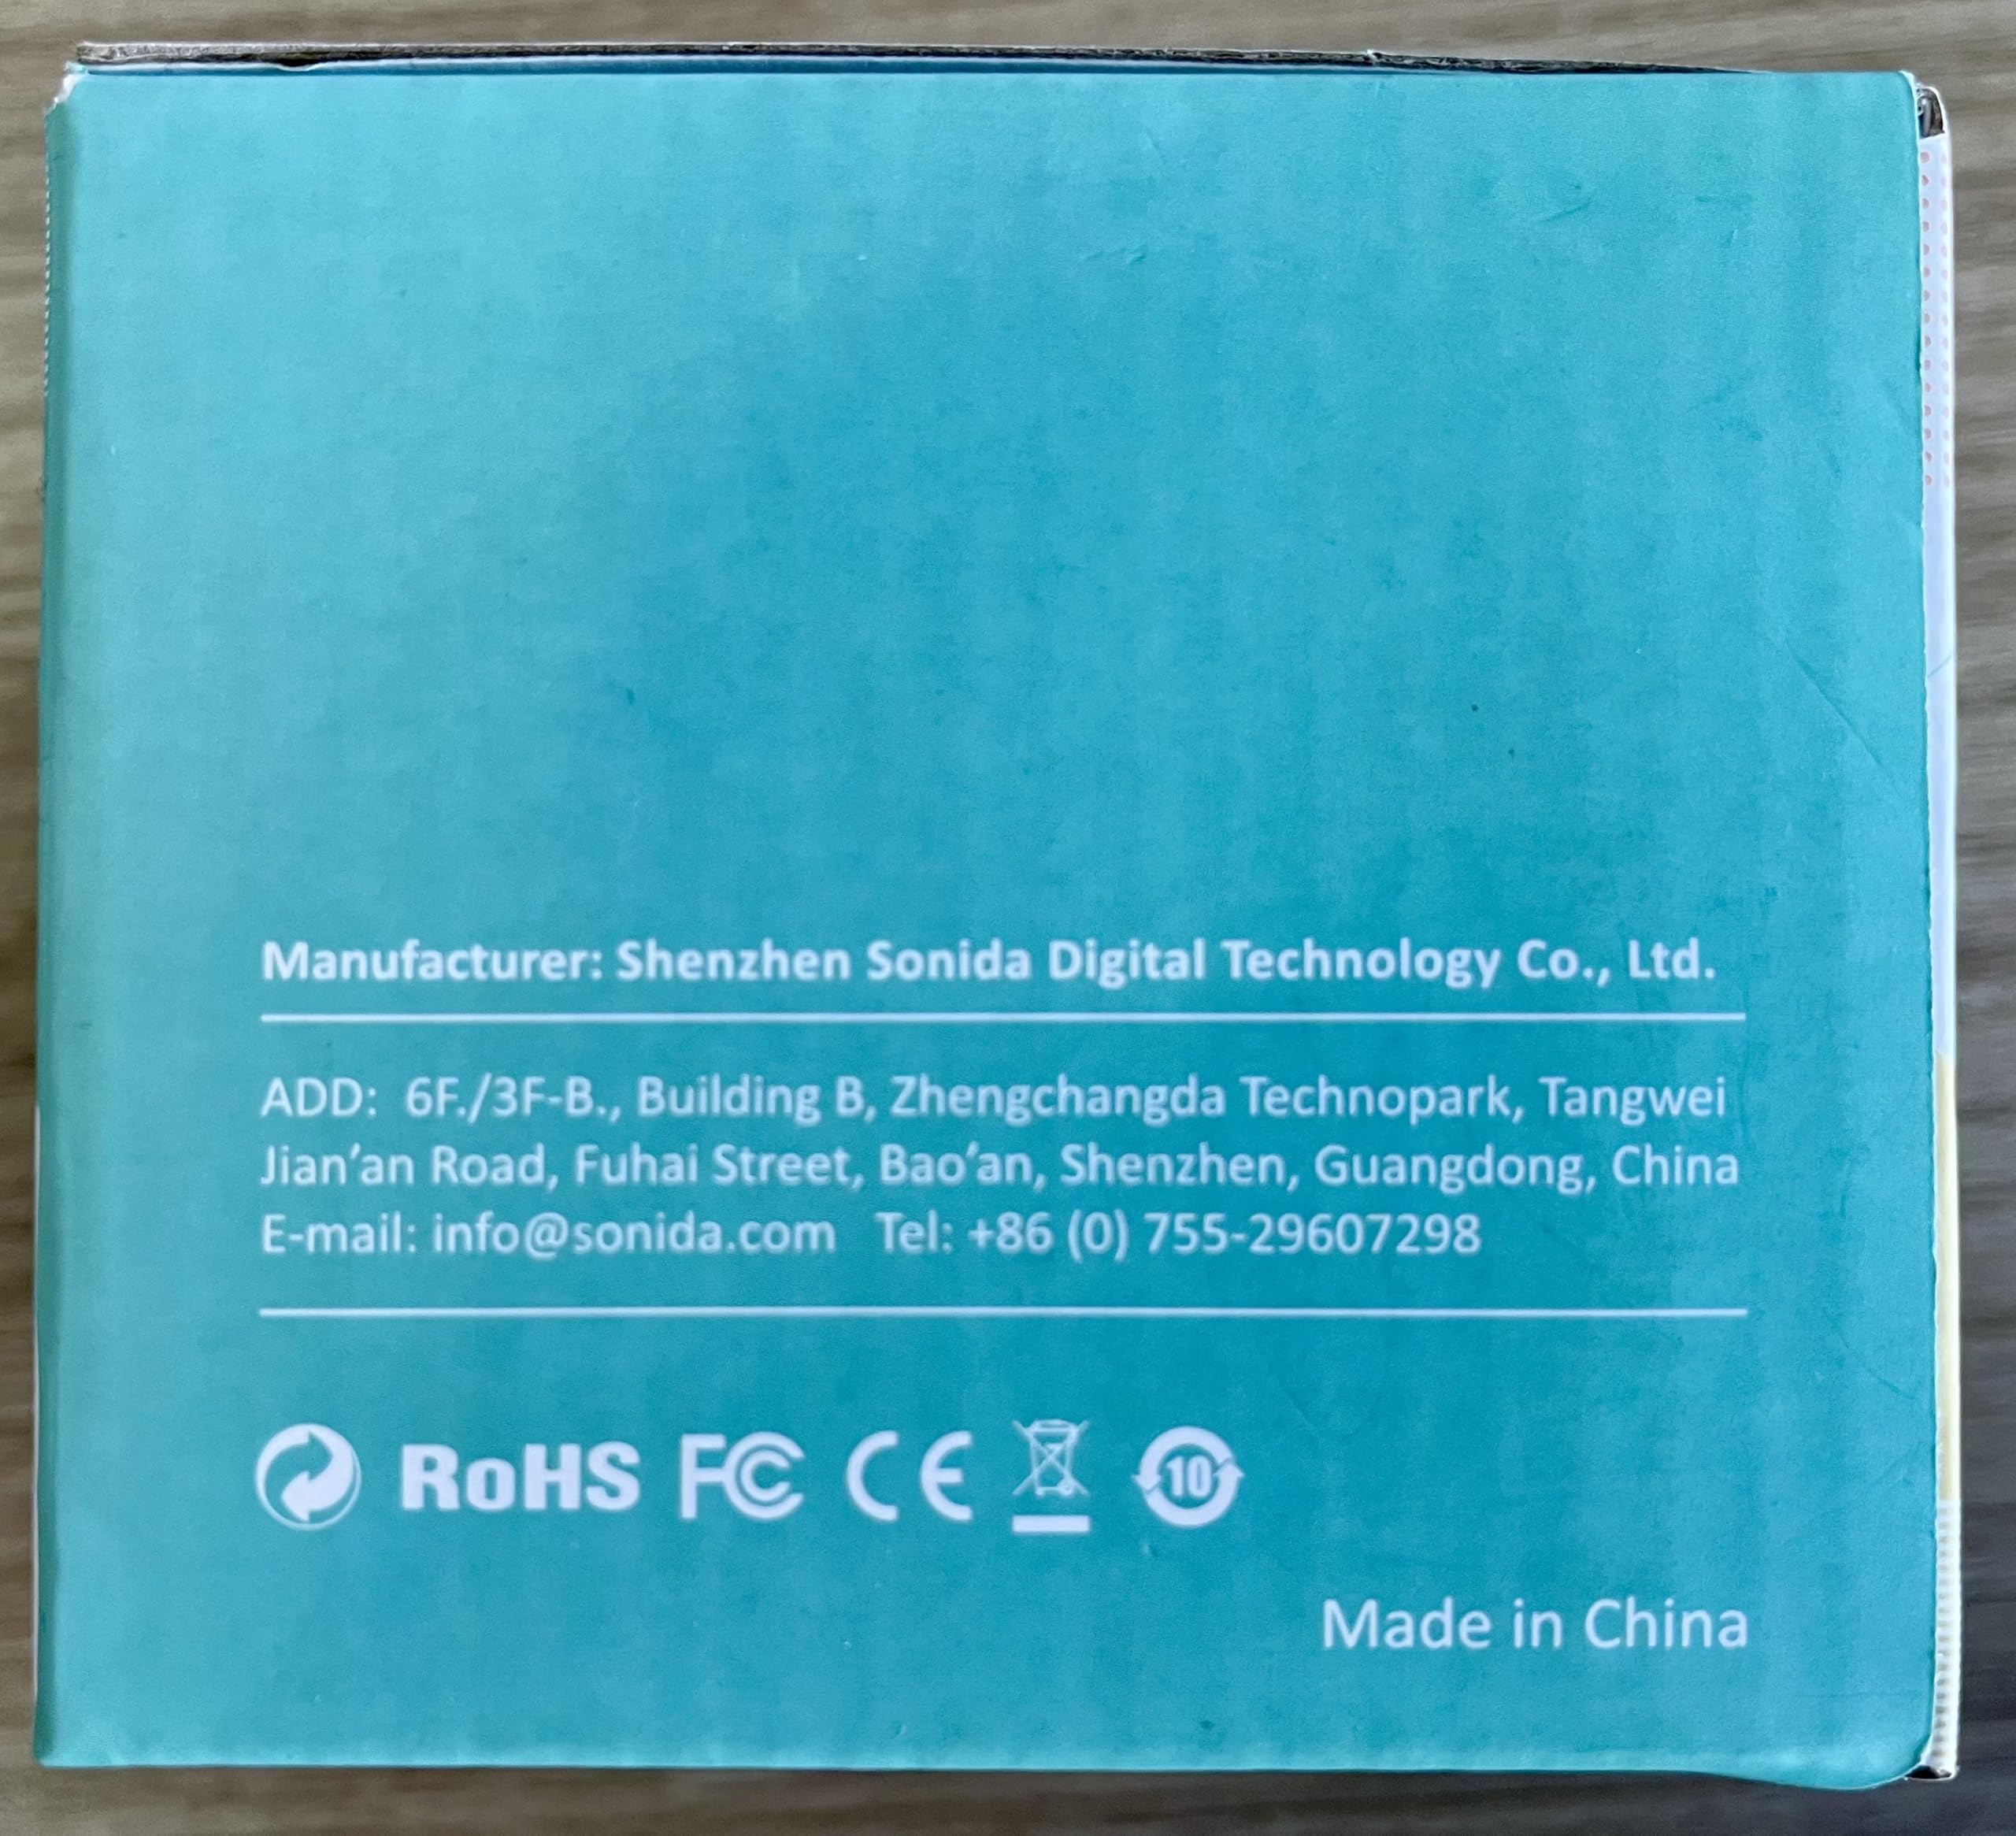 Manufacturer: Shenzhen Sonida Digital Technology Co., Ltd.
ADD: 6F./3F-B., Building B, Zhengchangda Technopark, Tangwei
Jian’an Road, Fuhai Street, Bao’an, Shenzhen, Guangdong, China
E-mail: info@sonida.com Tel: +86 (0) 755-29607298
RoHS FC CE 10
Made in China